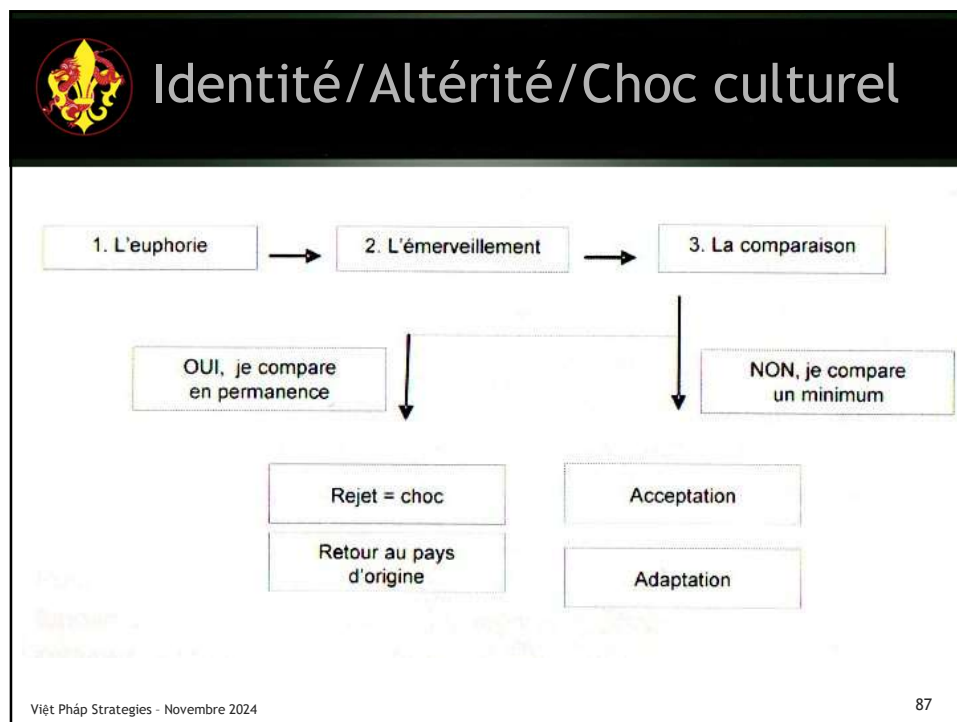 Identité/Altérité/Choc culturel
1. L'euphorie
2. L'émerveillement
3. La comparaison
OUI, je compare
en permanence
NON, je compare
un minimum
Rejet = choc
Acceptation
Retour au pays
d'origine
Adaptation
Việt Pháp Strategies – Novembre 2024
87